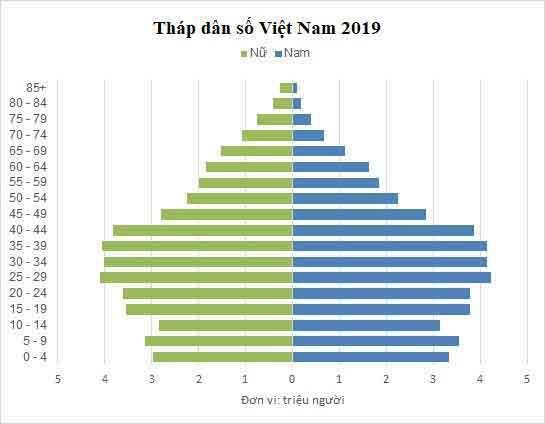 Tháp dân số Việt Nam 2019
Nữ Nam
85+
80 - 84
75 - 79
70 - 74
65 - 69
60 - 64
55 - 59
50 - 54
45 - 49
40 - 44
35 - 39
30 - 34
25 - 29
20 - 24
15 - 19
10 - 14
5 - 9
0 - 4
5 4 3 2 1 0 1 2 3 4 5
Đơn vi: triệu người